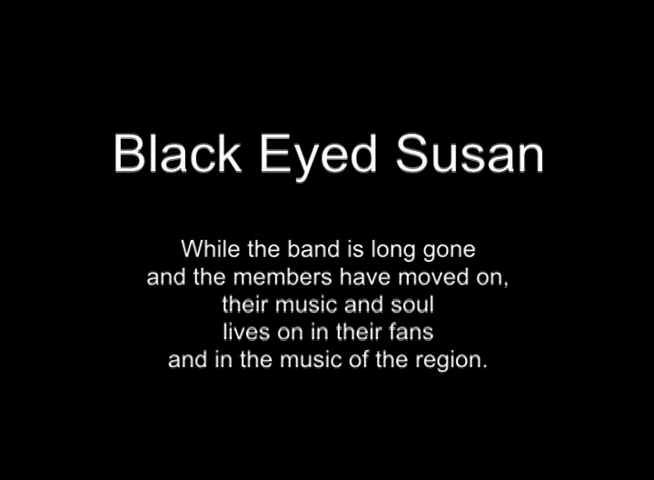 Black Eyed Susan
While the band is long gone
and the members have moved on,
their music and soul
lives on in their fans
and in the music of the region.